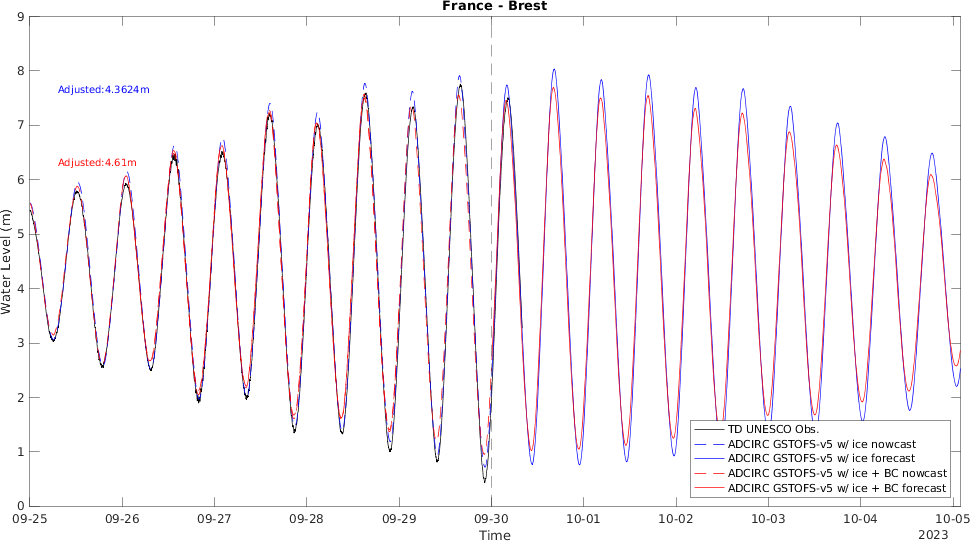 France - Brest
9
8
7
6
5
4
3
2
1
0
Water Level (m)
Adjusted:4.3624m
Adjusted:4.61m
TD UNESCO Obs.
ADCIRC GSTOFS-v5 w/ ice nowcast
ADCIRC GSTOFS-v5 w/ ice forecast
ADCIRC GSTOFS-v5 w/ ice + BC nowcast
ADCIRC GSTOFS-v5 w/ ice + BC forecast
09-25 09-26 09-27 09-28 09-29 09-30 10-01 10-02 10-03 10-04 10-05
Time
2023